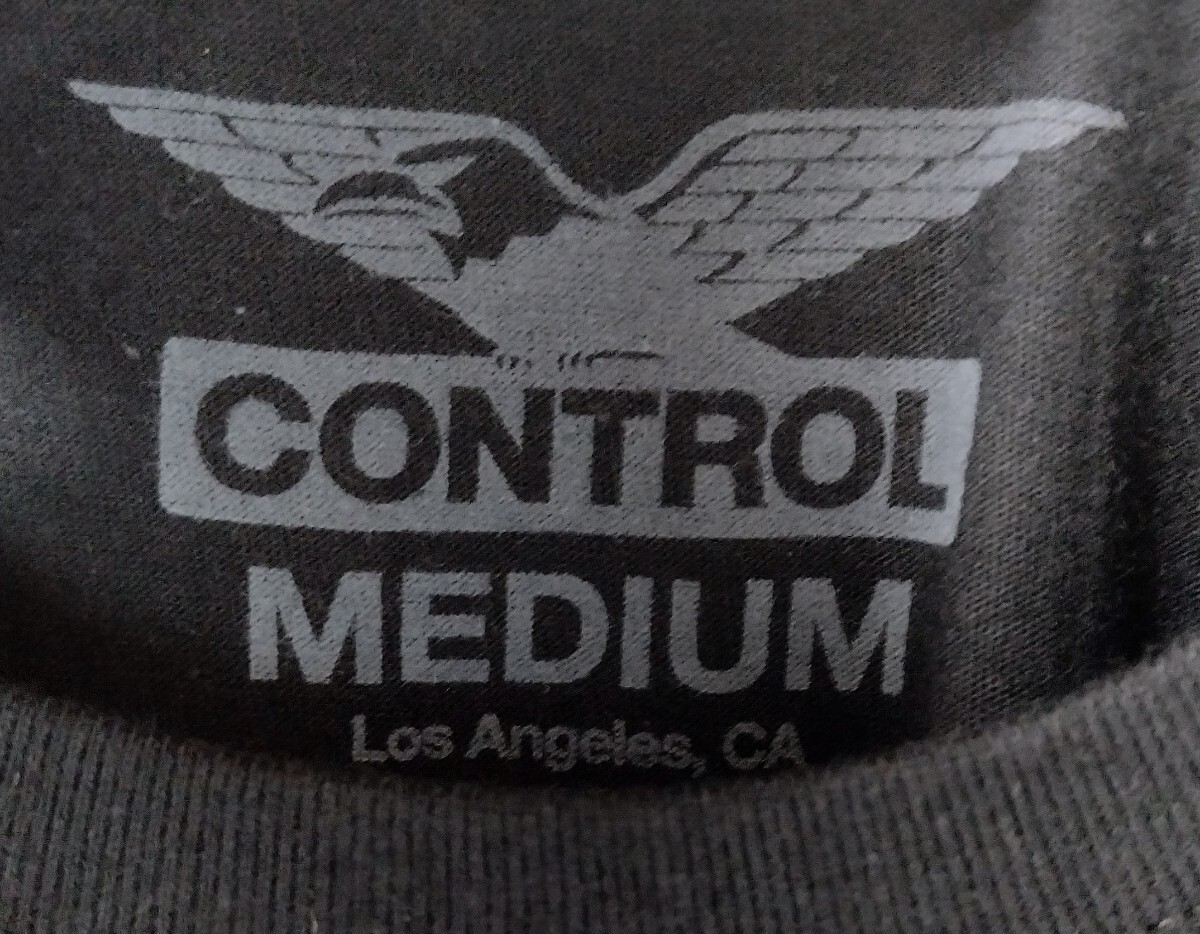 CONTROL
MEDIUM
Los Angeles, CA